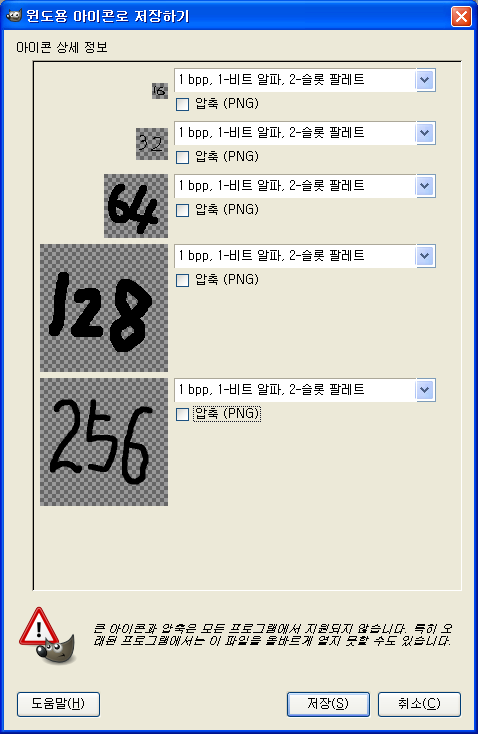 윈도용 아이콘로 저장하기
아이콘 상세 정보
16
1 bpp, 1-비트 알파, 2-슬롯 팔레트
압축 (PNG)
32
1 bpp, 1-비트 알파, 2-슬롯 팔레트
압축 (PNG)
64
1 bpp, 1-비트 알파, 2-슬롯 팔레트
압축 (PNG)
128
1 bpp, 1-비트 알파, 2-슬롯 팔레트
압축 (PNG)
256
1 bpp, 1-비트 알파, 2-슬롯 팔레트
압축 (PNG)
큰 아이콘과 압축은 모든 프로그램에서 지원되지 않습니다. 특히 오
래된 프로그램에서는 이 파일을 올바르게 열지 못할 수도 있습니다.
도움말(H)
저장(S)
취소(C)